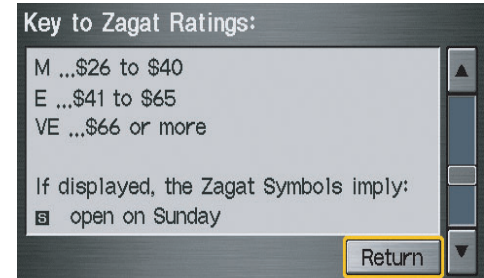 Key to Zagat Ratings:
M ...$26 to $40
E ...$41 to $65
VE ...$66 or more
If displayed, the Zagat Symbols imply:
S open on Sunday
Return